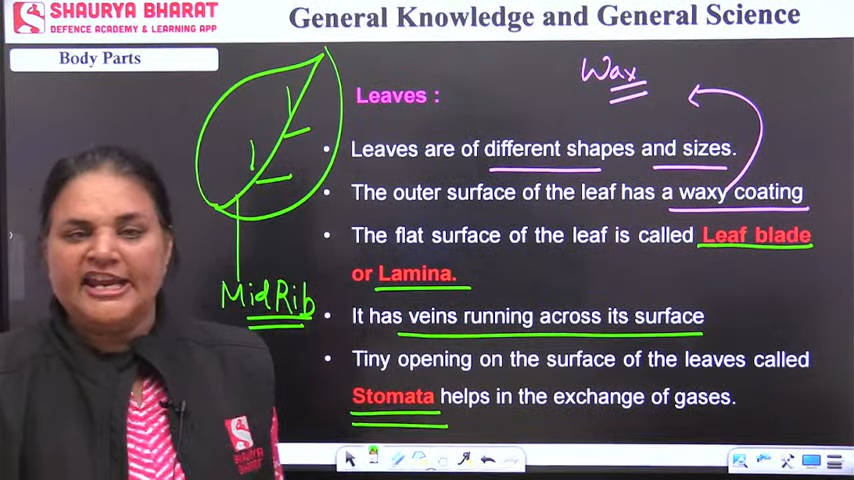 SHAURYA BHARAT
DEFENCE ACADEMY & LEARNING APP
General Knowledge and General Science
Body Parts
Wax
Leaves :
• Leaves are of different shapes and sizes.
• The outer surface of the leaf has a waxy coating
• The flat surface of the leaf is called Leaf blade
or Lamina.
MidRib
• It has veins running across its surface
• Tiny opening on the surface of the leaves called
Stomata helps in the exchange of gases.
SHAURYA BHARAT